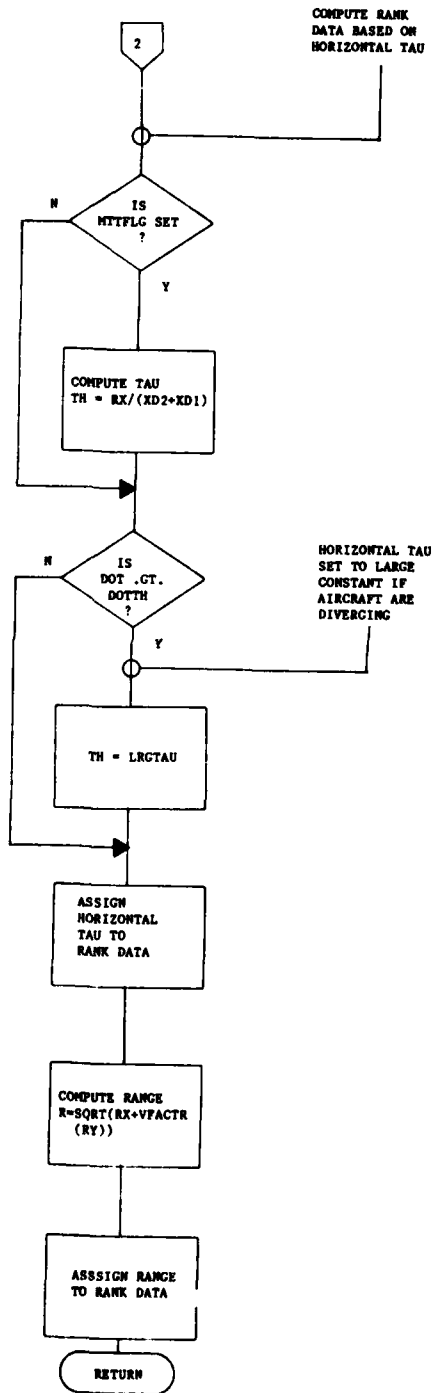 COMPUTE RANK
DATA BASED ON
HORIZONTAL TAU
2
N
IS
MTTFLG SET
?
Y
COMPUTE TAU
TH = RX/(XD2+XD1)
N
IS
DOT .GT.
DOTTH
?
Y
HORIZONTAL TAU
SET TO LARGE
CONSTANT IF
AIRCRAFT ARE
DIVERGING
TH = LRGTAU
ASSIGN
HORIZONTAL
TAU TO
RANK DATA
COMPUTE RANGE
R=SQRT(RX+VFACTR
(RY))
ASSSIGN RANGE
TO RANK DATA
RETURN